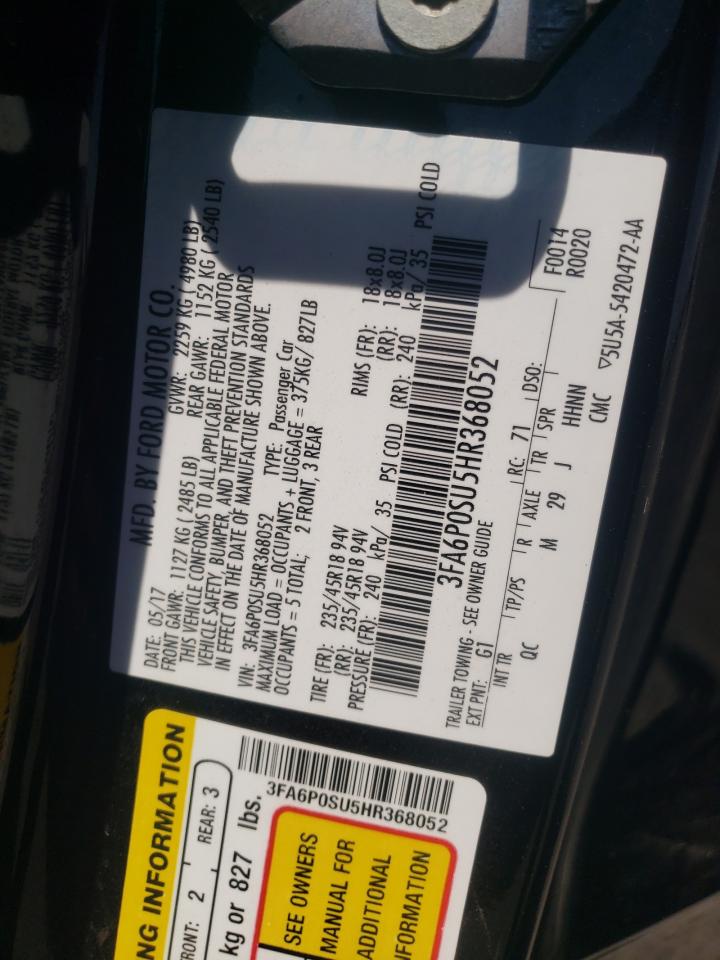 MFD. BY FORD MOTOR CO.
DATE: 05/17 GVWR: 2259 KG ( 4980 LB)
FRONT GAWR: 1127 KG ( 2485 LB) REAR GAWR: 1152 KG ( 2540 LB)
THIS VEHICLE CONFORMS TO ALL APPLICABLE FEDERAL MOTOR
VEHICLE SAFETY, BUMPER, AND THEFT PREVENTION STANDARDS
IN EFFECT ON THE DATE OF MANUFACTURE SHOWN ABOVE.
VIN: 3FA6P0SU5HR368052 TYPE: Passenger Car
MAXIMUM LOAD = OCCUPANTS + LUGGAGE = 375KG/ 827LB
OCCUPANTS = 5 TOTAL; 2 FRONT, 3 REAR
TIRE (FR): 235/45R18 94V RIMS (FR): 18x8.0J
(RR): 235/45R18 94V (RR): 18x8.0J
PRESSURE (FR): 240 kPa/ 35 PSI COLD (RR): 240 kPa/ 35 PSI COLD
3FA6P0SU5HR368052
TRAILER TOWING - SEE OWNER GUIDE
EXT PNT: G1 RC: 71 DSO: F0014
R0020
INT TR TP/PS R AXLE TR SPR
QC M 29 J HHNN
CMC ▽5U5A-5420472-AA
NG INFORMATION
FRONT: 2 REAR: 3
kg or 827 lbs.
3FA6P0SU5HR368052
SEE OWNERS
MANUAL FOR
ADDITIONAL
NFORMATION